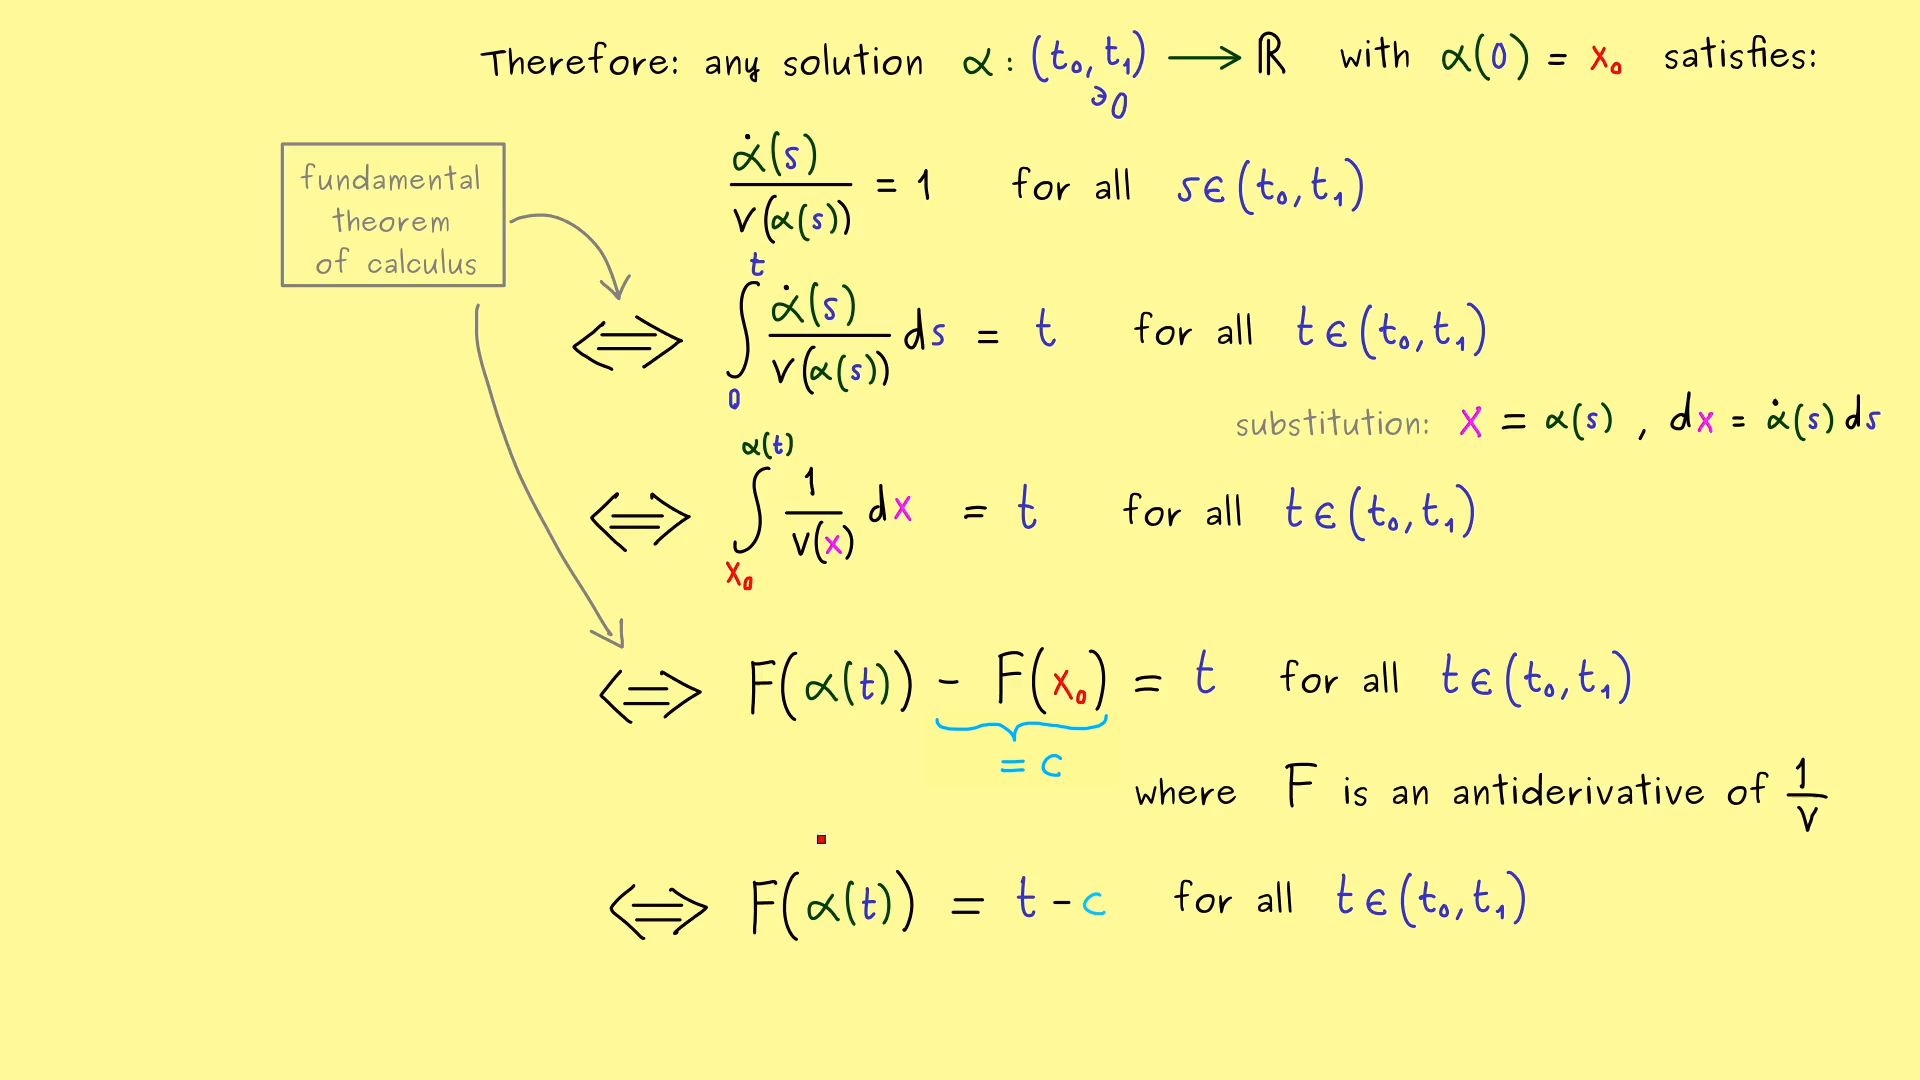 Therefore: any solution α : (t₀, t₁) ⟶ ℝ with α(0) = x₀ satisfies:
∋0
fundamental
theorem
of calculus
α̇(s) / v(α(s)) = 1 for all s ∈ (t₀, t₁)
⟺ ∫₀ᵗ α̇(s) / v(α(s)) ds = t for all t ∈ (t₀, t₁)
substitution: x = α(s) , dx = α̇(s) ds
⟺ ∫_{x₀}^{α(t)} 1 / v(x) dx = t for all t ∈ (t₀, t₁)
⟺ F(α(t)) - F(x₀) = t for all t ∈ (t₀, t₁)
= c
where F is an antiderivative of 1 / v
⟺ F(α(t)) = t - c for all t ∈ (t₀, t₁)